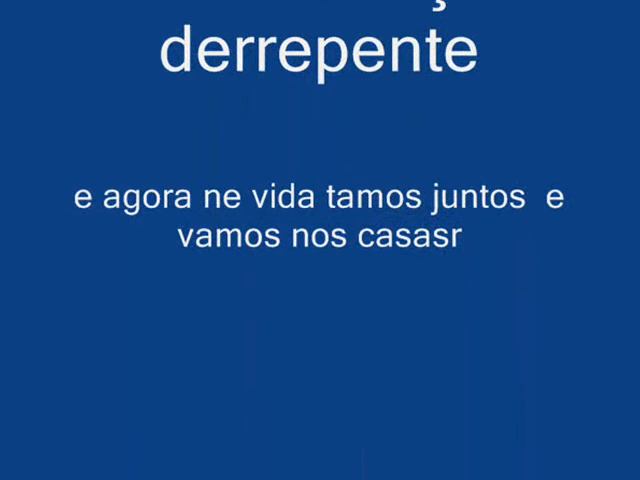 derrepente
e agora ne vida tamos juntos e
vamos nos casasr